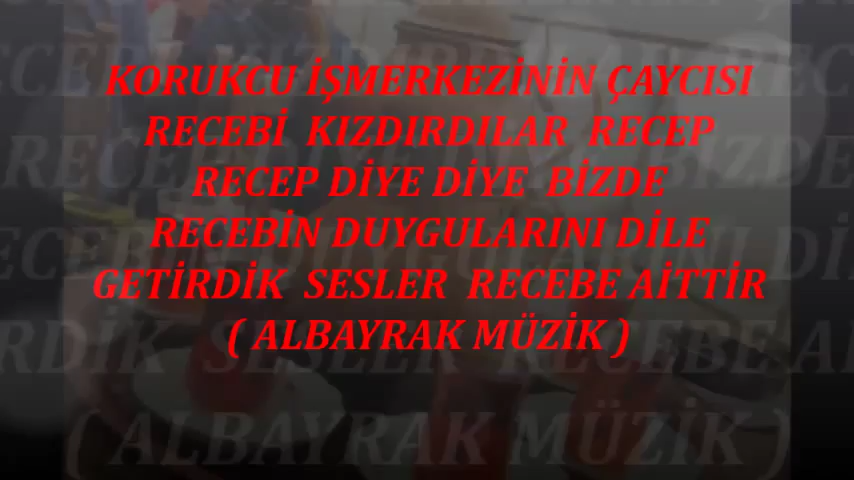 KORUKCU İŞMERKEZİNİN ÇAYCISI
RECEBİ KIZDIRDILAR RECEP
RECEP DİYE DİYE BİZDE
RECEBİN DUYGULARINI DİLE
GETİRDİK SESLER RECEBE AİTTİR
( ALBAYRAK MÜZİK )